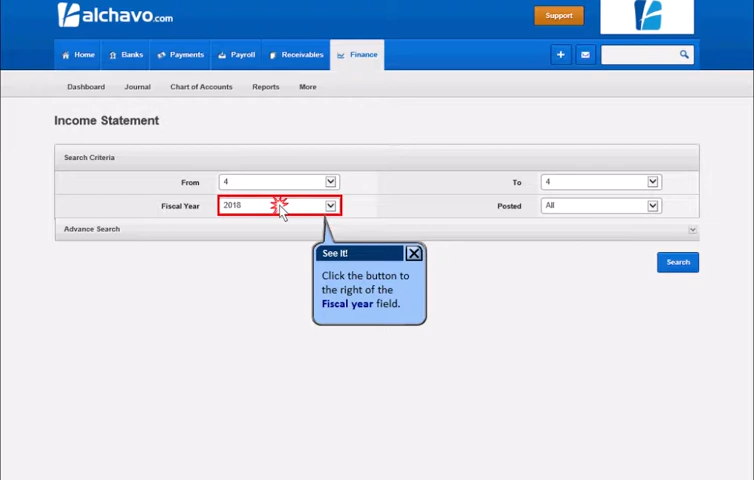 alchavo.com
Support
Home Banks Payments Payroll Receivables Finance
Dashboard Journal Chart of Accounts Reports More
Income Statement
Search Criteria
From 4 To 4
Fiscal Year 2018 Posted All
Advance Search
See It!
Search
Click the button to
the right of the
Fiscal year field.